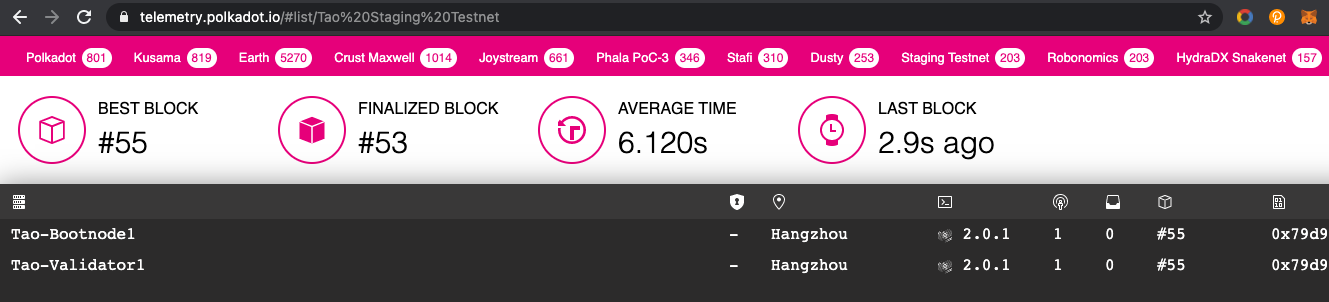 telemetry.polkadot.io/#list/Tao%20Staging%20Testnet
Polkadot 801 Kusama 819 Earth 5270 Crust Maxwell 1014 Joystream 661 Phala PoC-3 346 Stafi 310 Dusty 253 Staging Testnet 203 Robonomics 203 HydraDX Snakenet 157
BEST BLOCK FINALIZED BLOCK AVERAGE TIME LAST BLOCK
#55 #53 6.120s 2.9s ago
Tao-Bootnode1 - Hangzhou 2.0.1 1 0 #55 0x79d9
Tao-Validator1 - Hangzhou 2.0.1 1 0 #55 0x79d9